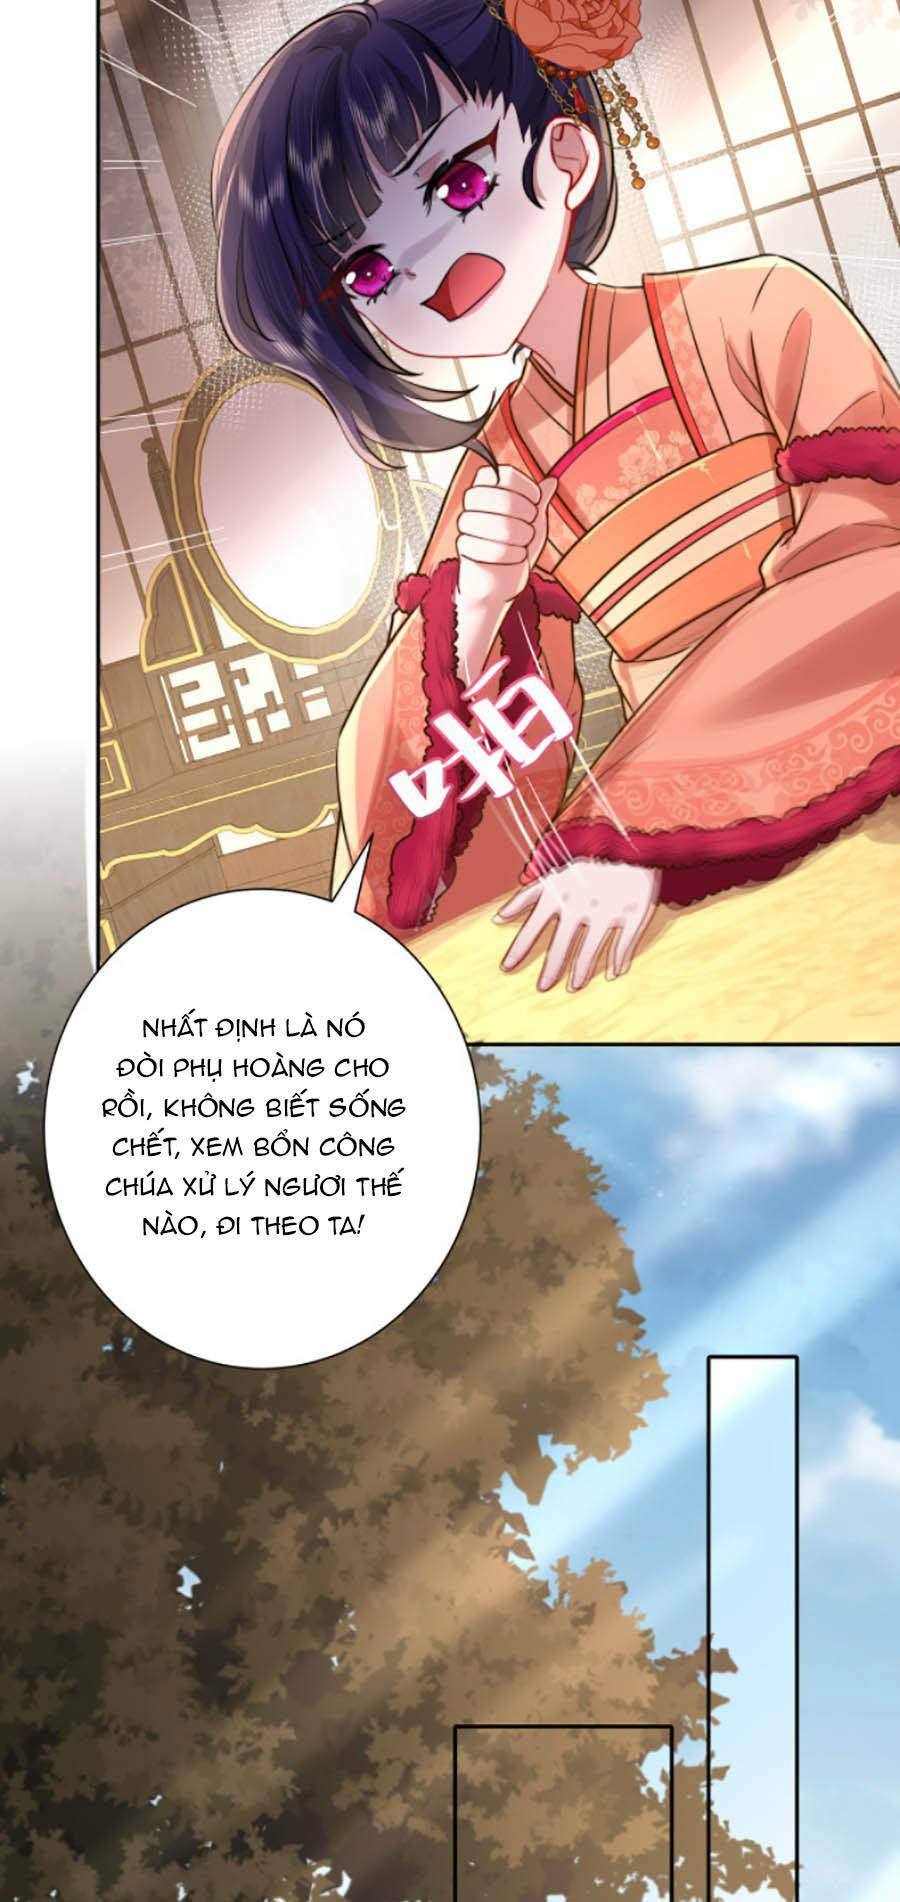 啪
NHẤT ĐỊNH LÀ NÓ
ĐÒI PHỤ HOÀNG CHO
RỒI, KHÔNG BIẾT SỐNG
CHẾT, XEM BỔN CÔNG
CHÚA XỬ LÝ NGƯƠI THẾ
NÀO, ĐI THEO TA!